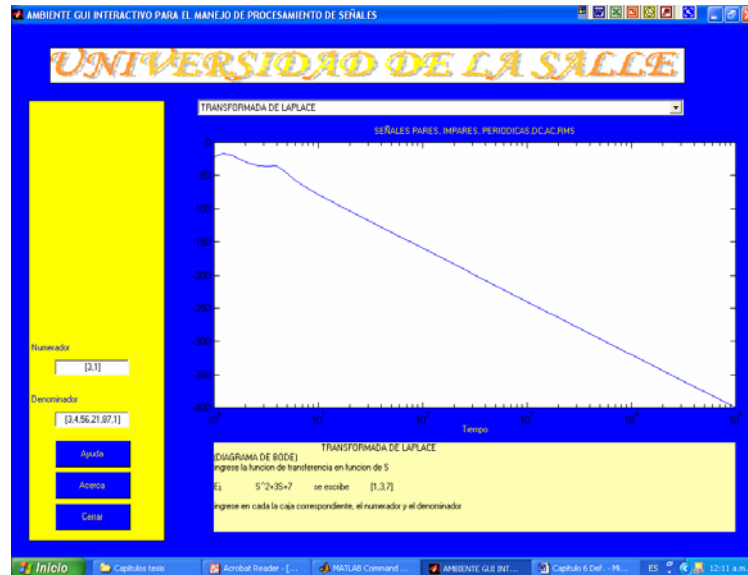 AMBIENTE GUI INTERACTIVO PARA EL MANEJO DE PROCESAMIENTO DE SEÑALES
UNIVERSIDAD DE LA SALLE
TRANSFORMADA DE LAPLACE
SEÑALES PARES, IMPARES, PERIODICAS,DC,AC,RMS
0
-50
-100
-150
-200
-250
-300
-350
-400
Tiempo
Numerador
[3,1]
Denominador
[3,4,56,21,87,1]
Ayuda
Acerca
Cerrar
TRANSFORMADA DE LAPLACE
(DIAGRAMA DE BODE)
ingrese la funcion de transferencia en funcion de S
Ej. S^2+3S+7 se escribe [1,3,7]
ingrese en cada la caja correspondiente, el numerador y el denominador
Inicio
Capitulos tesis
Acrobat Reader - [...
MATLAB Command ...
AMBIENTE GUI INT...
Capitulo 6 Def. - Mi...
ES
12:11 a.m.